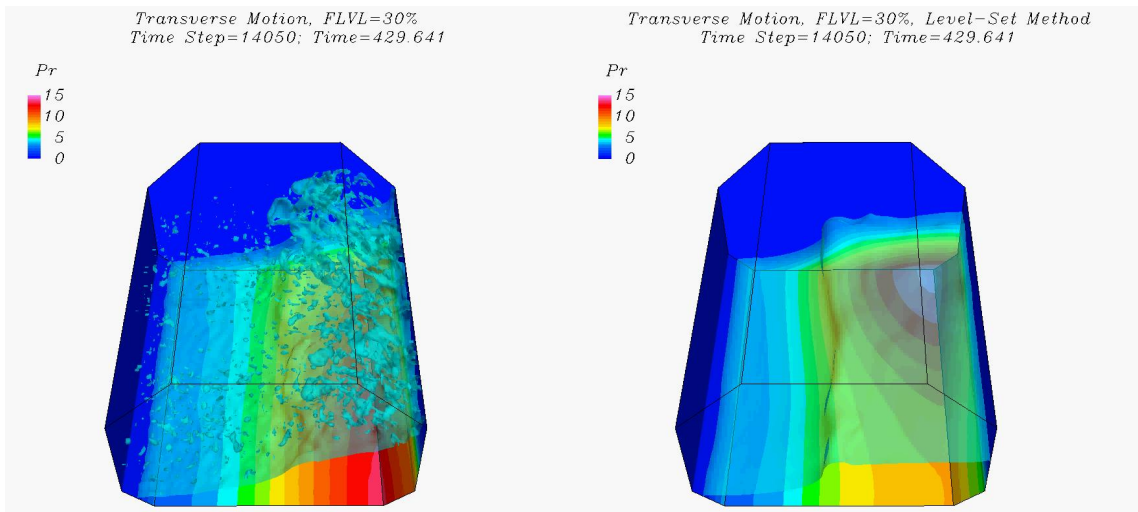 Transverse Motion, FLVL=30%
Time Step=14050; Time=429.641
Pr
15
10
5
0
Transverse Motion, FLVL=30%, Level-Set Method
Time Step=14050; Time=429.641
Pr
15
10
5
0